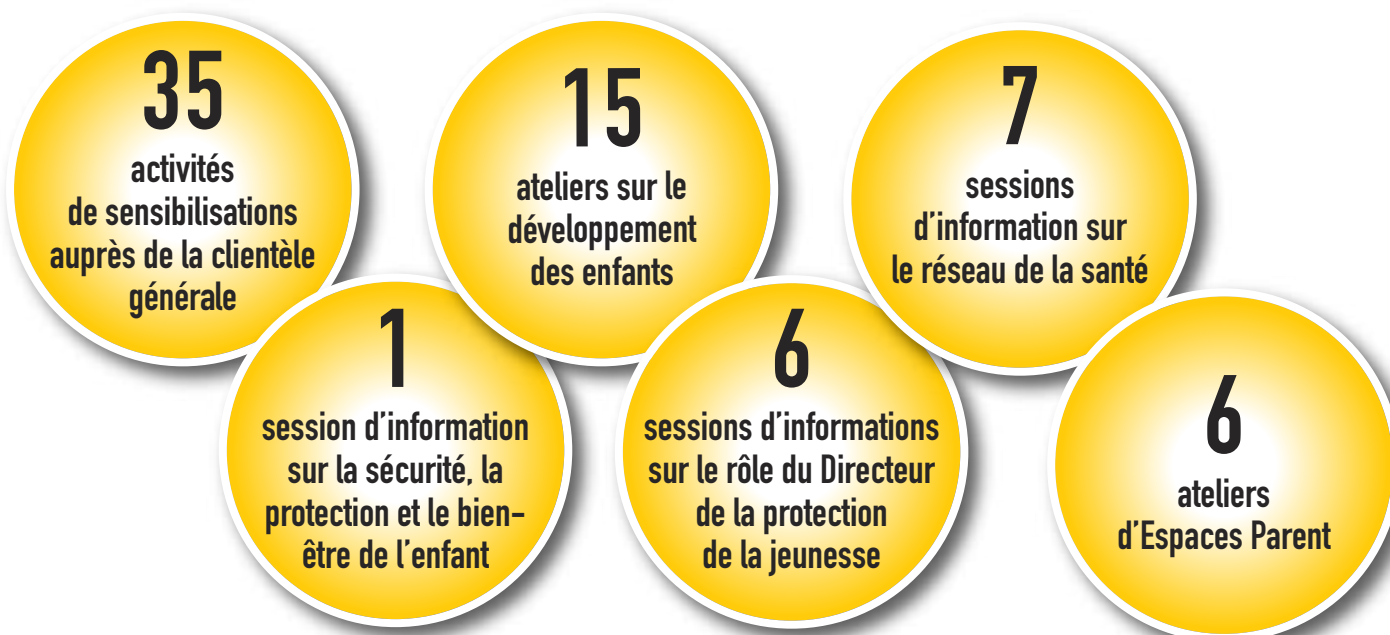 35
activités
de sensibilisations
auprès de la clientèle
générale
15
ateliers sur le
développement
des enfants
7
sessions
d'information sur
le réseau de la santé
1
session d'information
sur la sécurité, la
protection et le bien-
être de l'enfant
6
sessions d'informations
sur le rôle du Directeur
de la protection
de la jeunesse
6
ateliers
d'Espaces Parent